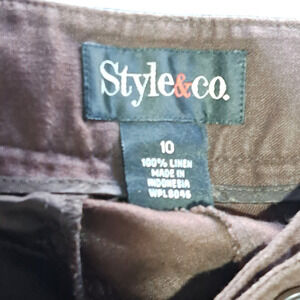 Style&co.
10
100% LINEN
MADE IN
INDONESIA
WPL8046